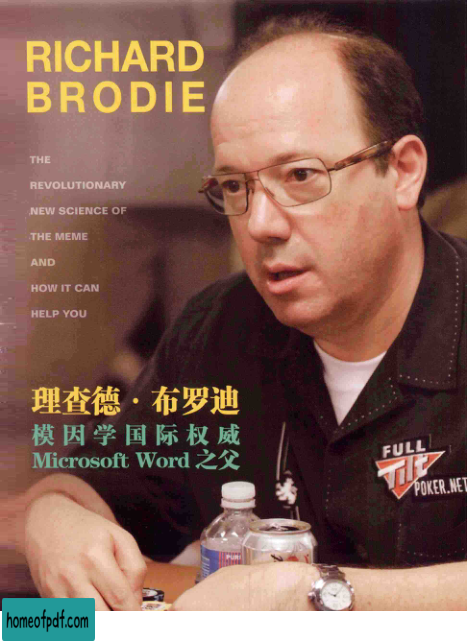 RICHARD
BRODIE
THE
REVOLUTIONARY
NEW SCIENCE OF
THE MEME
AND
HOW IT CAN
HELP YOU
理查德·布罗迪
模因学国际权威
Microsoft Word之父
FULL
TILT
POKER.NET
PURI
homeofpdf.com